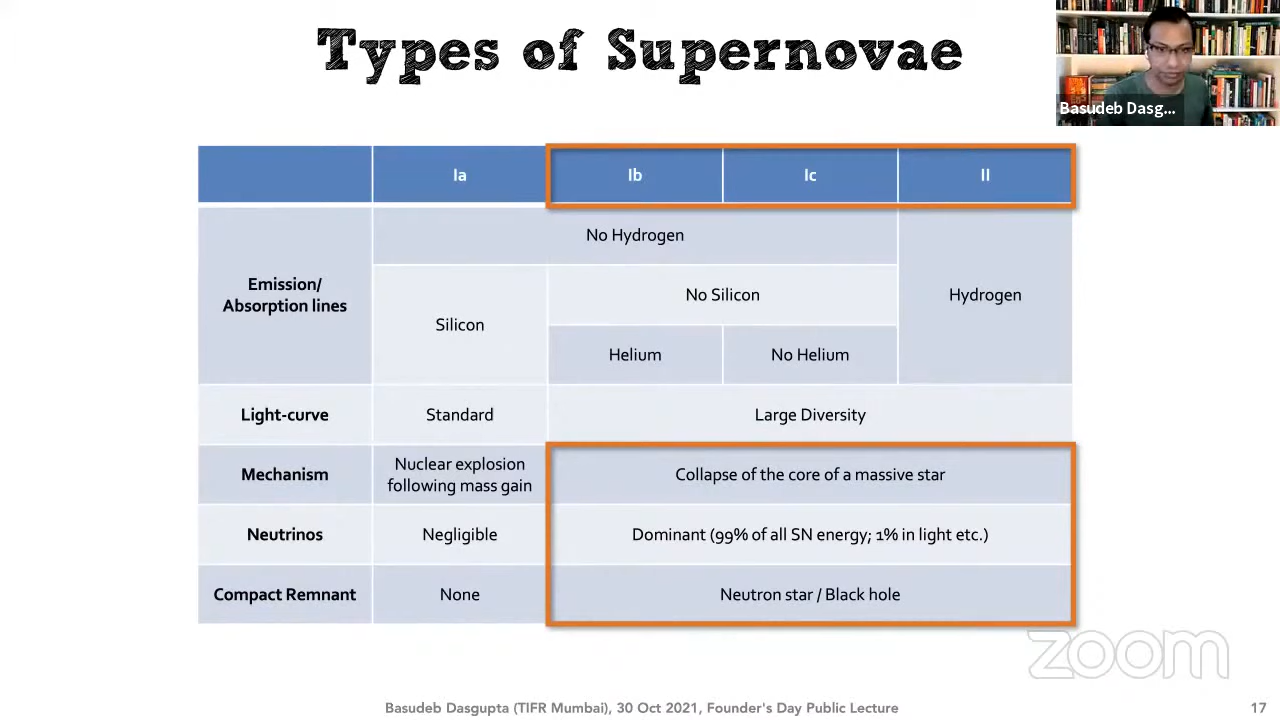 Types of Supernovae
Basudeb Dasg...
Ia
Ib
Ic
II
Emission/
Absorption lines
No Hydrogen
Hydrogen
Silicon
No Silicon
Helium
No Helium
Light-curve
Standard
Large Diversity
Mechanism
Nuclear explosion
following mass gain
Collapse of the core of a massive star
Neutrinos
Negligible
Dominant (99% of all SN energy; 1% in light etc.)
Compact Remnant
None
Neutron star / Black hole
zoom
Basudeb Dasgupta (TIFR Mumbai), 30 Oct 2021, Founder's Day Public Lecture
17